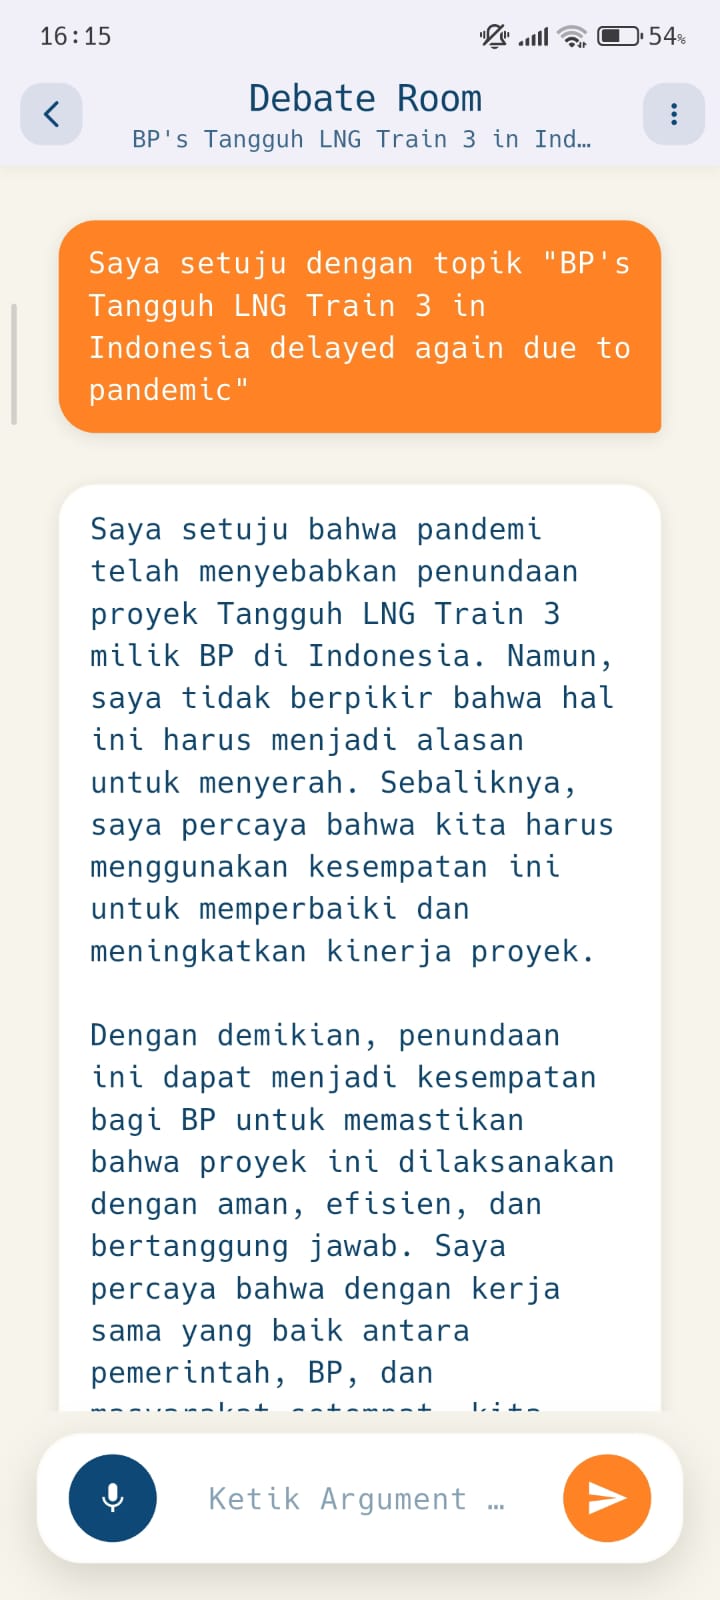 16:15
54%
Debate Room
BP's Tangguh LNG Train 3 in Ind…
Saya setuju dengan topik "BP's
Tangguh LNG Train 3 in
Indonesia delayed again due to
pandemic"
Saya setuju bahwa pandemi
telah menyebabkan penundaan
proyek Tangguh LNG Train 3
milik BP di Indonesia. Namun,
saya tidak berpikir bahwa hal
ini harus menjadi alasan
untuk menyerah. Sebaliknya,
saya percaya bahwa kita harus
menggunakan kesempatan ini
untuk memperbaiki dan
meningkatkan kinerja proyek.
Dengan demikian, penundaan
ini dapat menjadi kesempatan
bagi BP untuk memastikan
bahwa proyek ini dilaksanakan
dengan aman, efisien, dan
bertanggung jawab. Saya
percaya bahwa dengan kerja
sama yang baik antara
pemerintah, BP, dan
masyarakat setempat, kita
Ketik Argument …